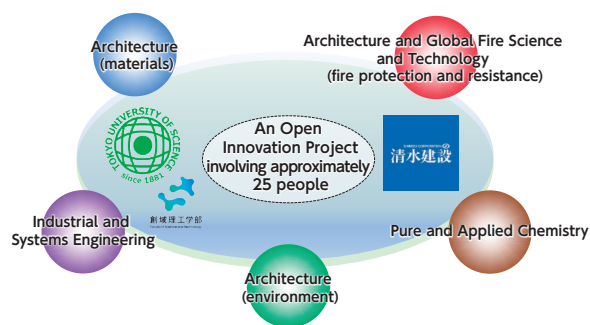 Architecture
(materials)
Architecture and Global Fire Science
and Technology
(fire protection and resistance)
TOKYO UNIVERSITY OF SCIENCE
since 1881
An Open
Innovation Project
involving approximately
25 people
SHIMIZU CORPORATION
清水建設
創域理工学部
Industrial and
Systems Engineering
Pure and Applied Chemistry
Architecture
(environment)